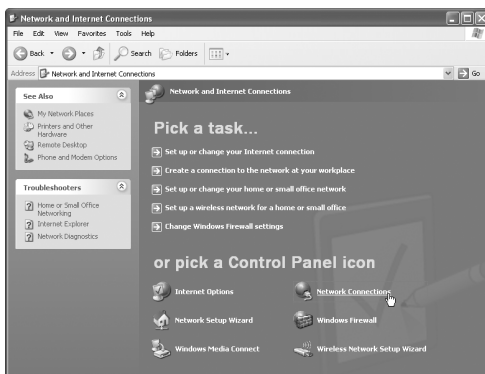 Network and Internet Connections
File Edit View Favorites Tools Help
Back Search Folders
Address Network and Internet Connections Go
See Also
My Network Places
Printers and Other
Hardware
Remote Desktop
Phone and Modem Options
Troubleshooters
Home or Small Office
Networking
Internet Explorer
Network Diagnostics
Network and Internet Connections
Pick a task...
Set up or change your Internet connection
Create a connection to the network at your workplace
Set up or change your home or small office network
Set up a wireless network for a home or small office
Change Windows Firewall settings
or pick a Control Panel icon
Internet Options Network Connections
Network Setup Wizard Windows Firewall
Windows Media Connect Wireless Network Setup Wizard